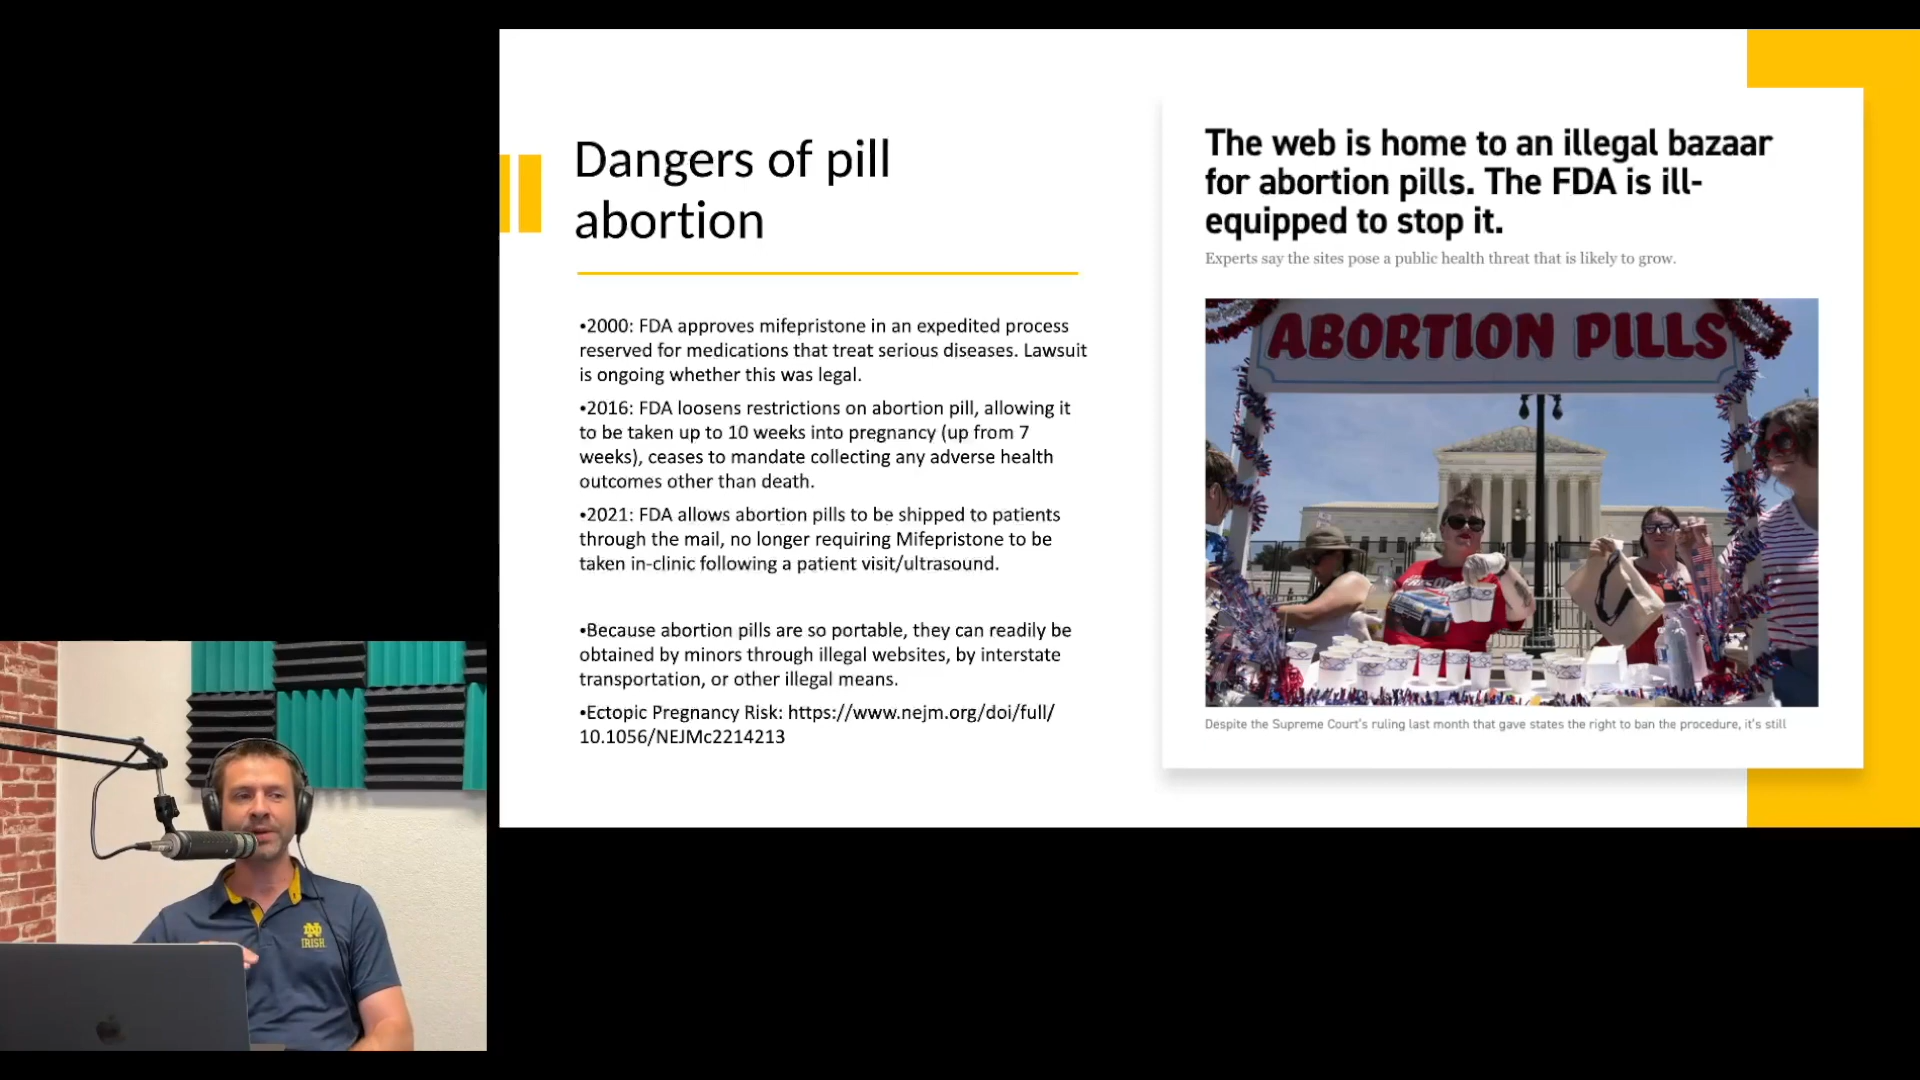 Dangers of pill
abortion
•2000: FDA approves mifepristone in an expedited process
reserved for medications that treat serious diseases. Lawsuit
is ongoing whether this was legal.
•2016: FDA loosens restrictions on abortion pill, allowing it
to be taken up to 10 weeks into pregnancy (up from 7
weeks), ceases to mandate collecting any adverse health
outcomes other than death.
•2021: FDA allows abortion pills to be shipped to patients
through the mail, no longer requiring Mifepristone to be
taken in-clinic following a patient visit/ultrasound.
•Because abortion pills are so portable, they can readily be
obtained by minors through illegal websites, by interstate
transportation, or other illegal means.
•Ectopic Pregnancy Risk: https://www.nejm.org/doi/full/
10.1056/NEJMc2214213
The web is home to an illegal bazaar
for abortion pills. The FDA is ill-
equipped to stop it.
Experts say the sites pose a public health threat that is likely to grow.
ABORTION PILLS
Despite the Supreme Court's ruling last month that gave states the right to ban the procedure, it's still
ND
IRISH